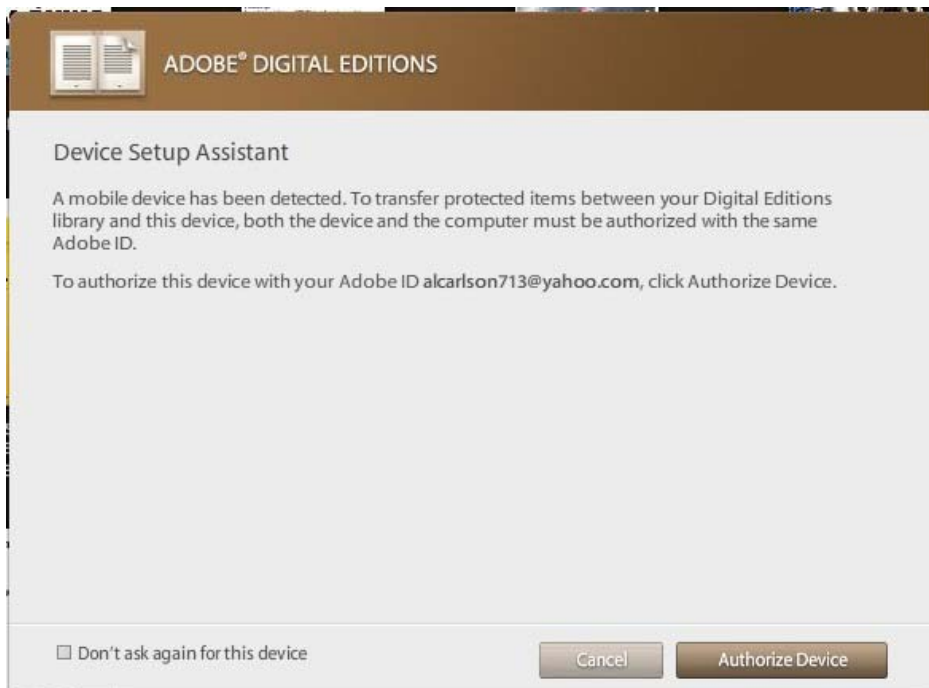 ADOBE® DIGITAL EDITIONS
Device Setup Assistant
A mobile device has been detected. To transfer protected items between your Digital Editions
library and this device, both the device and the computer must be authorized with the same
Adobe ID.
To authorize this device with your Adobe ID alcarlson713@yahoo.com, click Authorize Device.
Don't ask again for this device
Cancel
Authorize Device